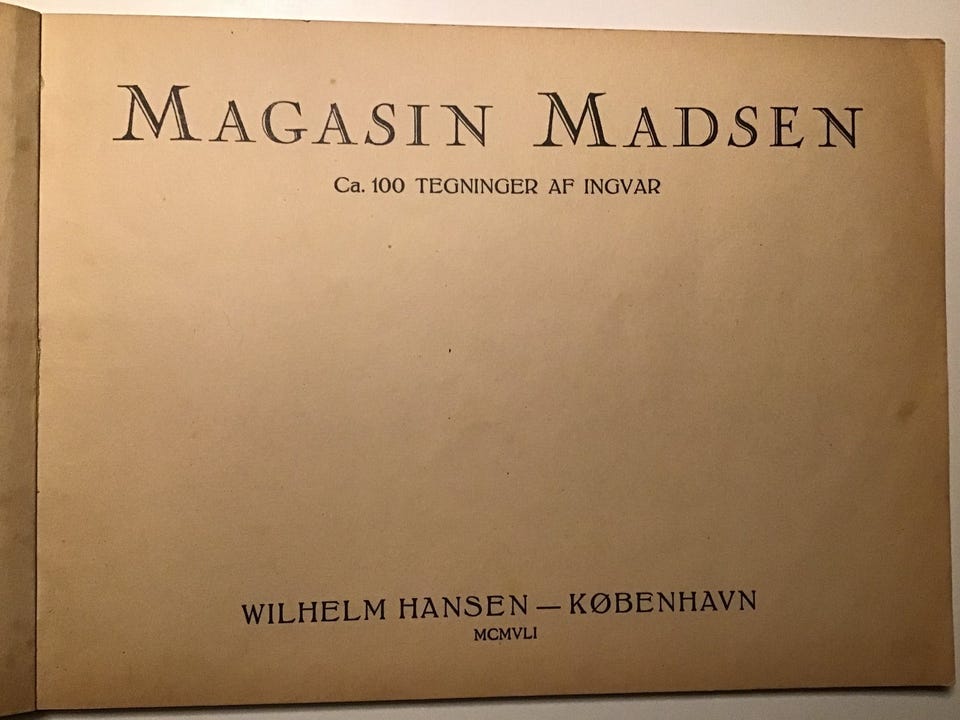 MAGASIN MADSEN
Ca. 100 TEGNINGER AF INGVAR
WILHELM HANSEN — KØBENHAVN
MCMVLI